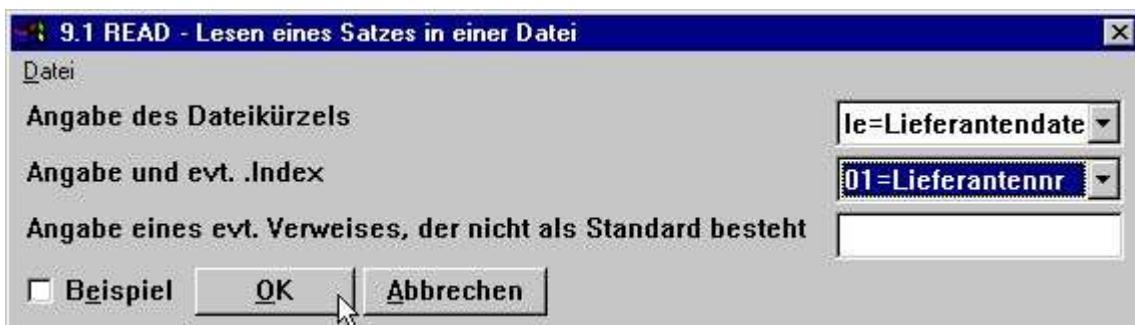 9.1 READ - Lesen eines Satzes in einer Datei
Datei
Angabe des Dateikürzels le=Lieferantendate
Angabe und evt. .Index 01=Lieferantennr
Angabe eines evt. Verweises, der nicht als Standard besteht
Beispiel OK Abbrechen